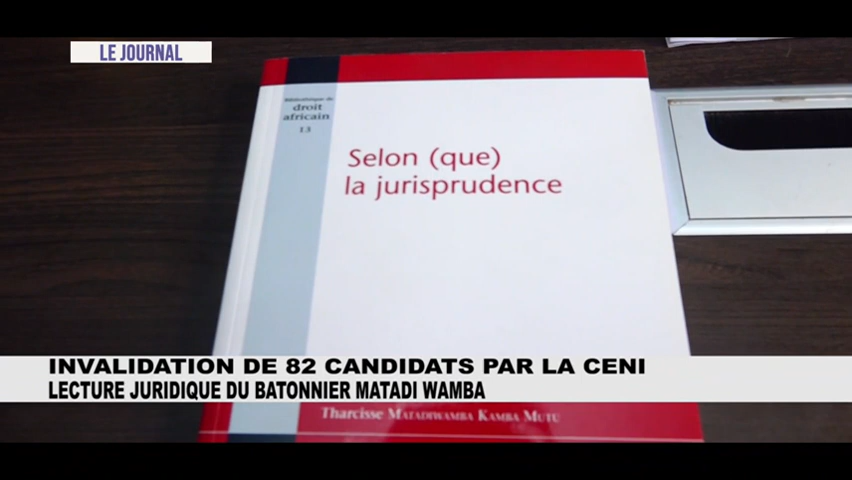 LE JOURNAL
Bibliothèque de
droit
africain
13
Selon (que)
la jurisprudence
INVALIDATION DE 82 CANDIDATS PAR LA CENI
LECTURE JURIDIQUE DU BATONNIER MATADI WAMBA
Tharcisse MATADIWAMBA KAMBA MUTU